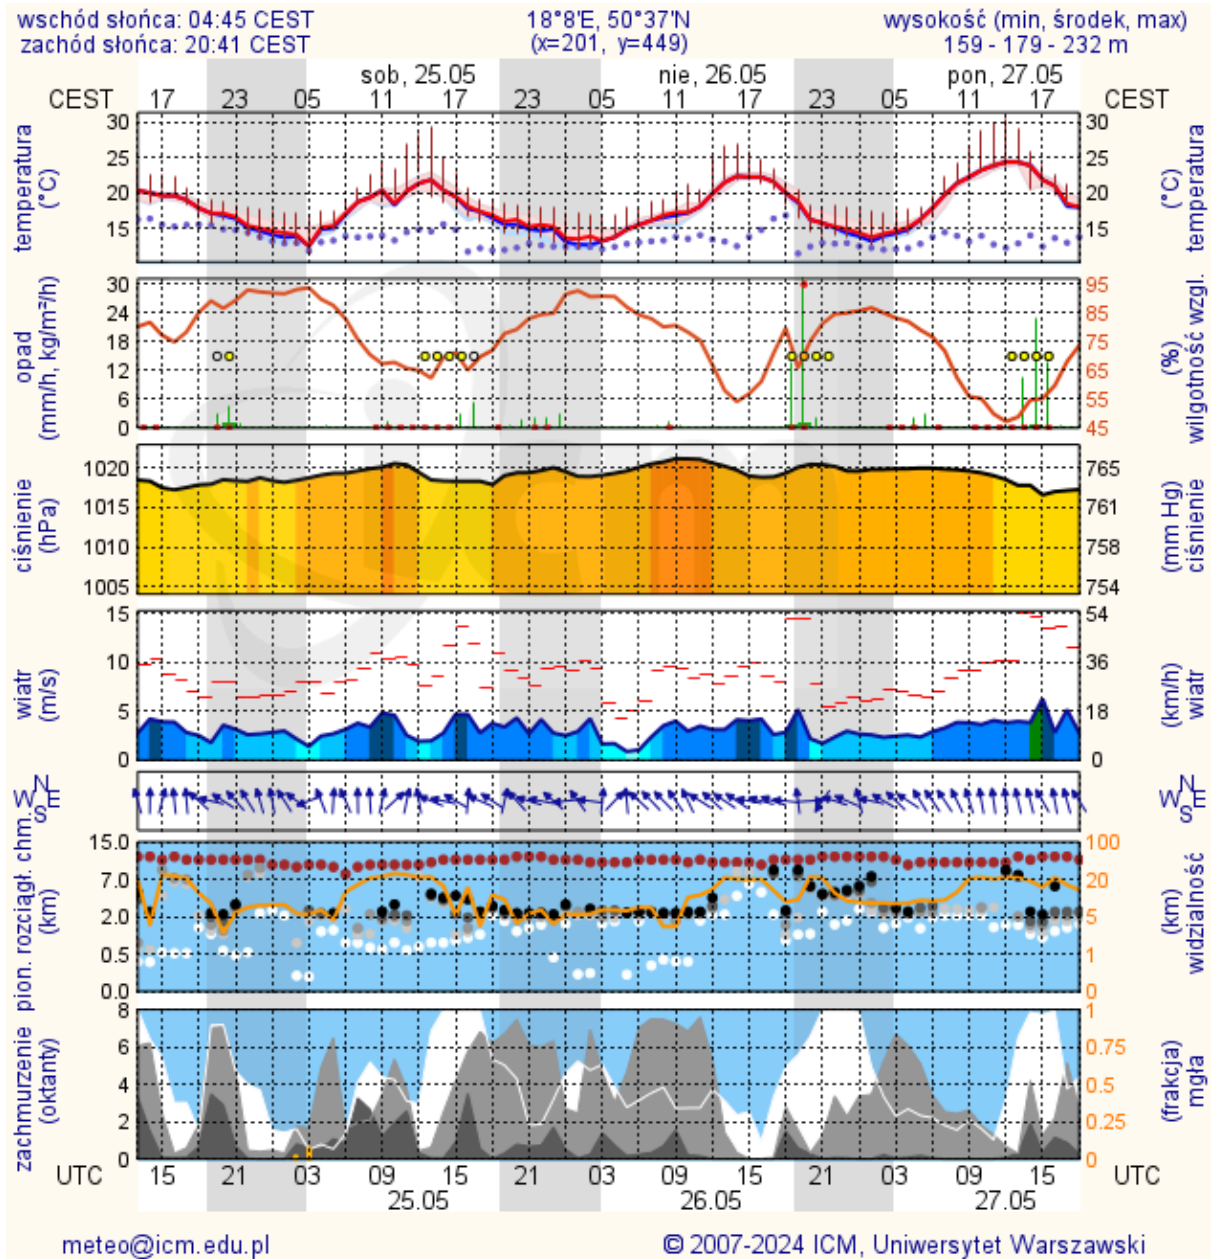 wschód słońca: 04:45 CEST 18°8'E, 50°37'N wysokość (min, środek, max)
zachód słońca: 20:41 CEST (x=201, y=449) 159 - 179 - 232 m
sob, 25.05 nie, 26.05 pon, 27.05
CEST 17 23 05 11 17 23 05 11 17 23 05 11 17 CEST
temperatura (°C)
30 25 20 15
30 25 20 15
temperatura (°C)
opad (mm/h, kg/m²/h)
30 24 18 12 6 0
95 85 75 65 55 45
wilgotność wzgl. (%)
ciśnienie (hPa)
1020 1015 1010 1005
765 761 758 754
(mm Hg) ciśnienie
wiatr (m/s)
15 10 5 0
54 36 18 0
(km/h) wiatr
N W E S
N W E S
pion. rozciągł. chm. (km)
15.0 7.0 2.0 0.5 0.0
100 20 5 1 0
(km) widzialność
zachmurzenie (oktanty)
8 6 4 2 0
1 0.75 0.5 0.25 0
(frakcja) mgła
UTC 15 21 03 09 15 21 03 09 15 21 03 09 15 UTC
25.05 26.05 27.05
meteo@icm.edu.pl © 2007-2024 ICM, Uniwersytet Warszawski